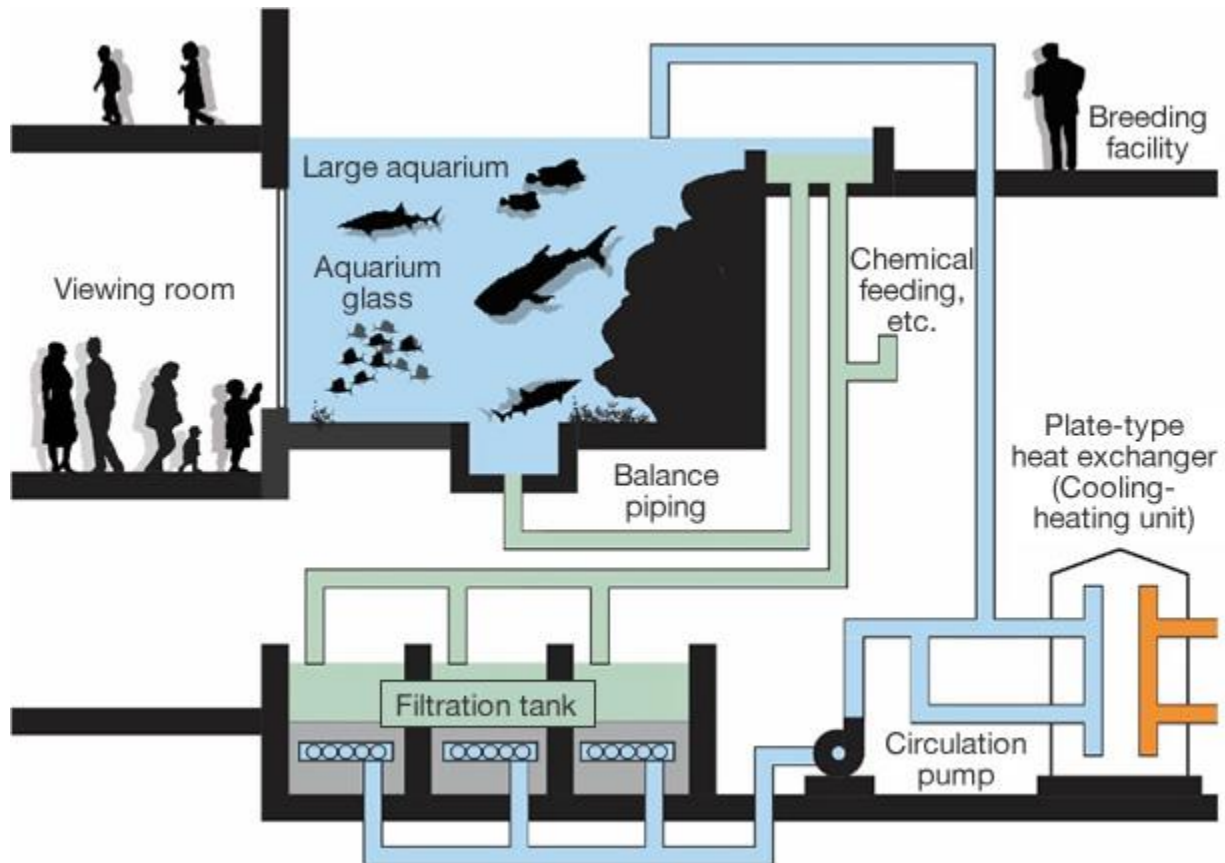 Breeding
facility
Large aquarium
Aquarium
glass
Viewing room
Chemical
feeding,
etc.
Plate-type
heat exchanger
(Cooling-
heating unit)
Balance
piping
Filtration tank
Circulation
pump